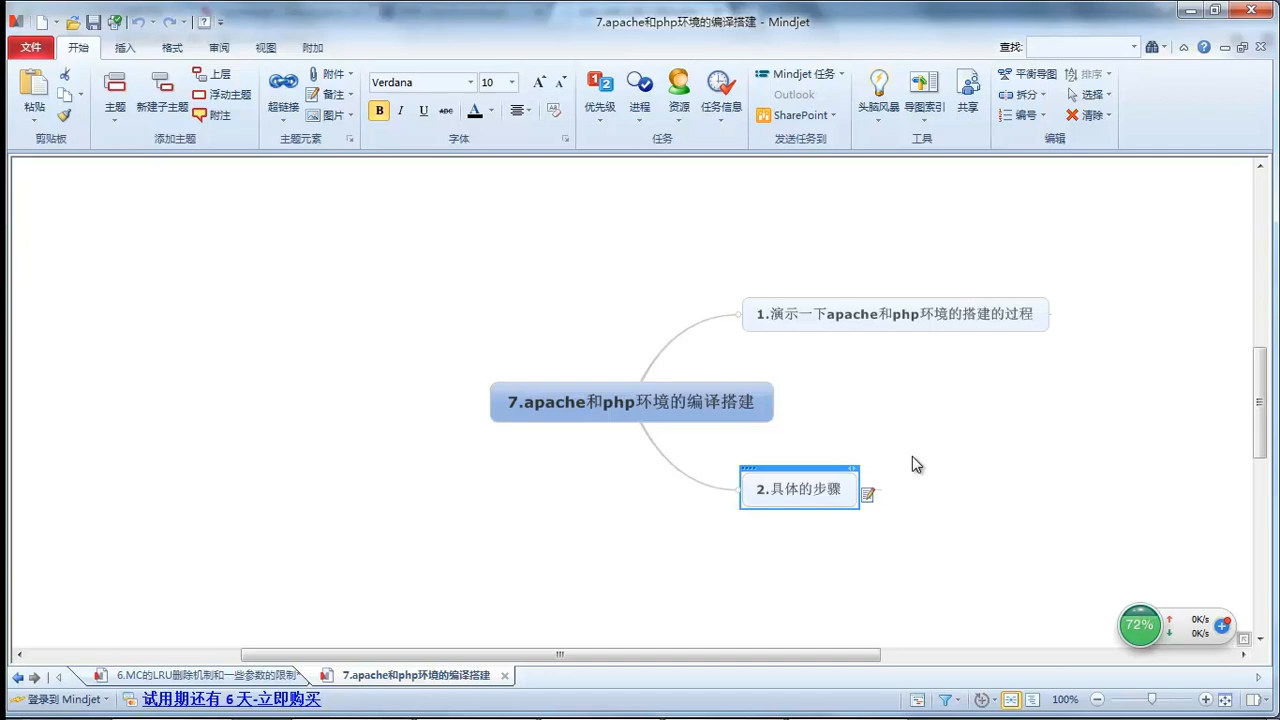 7.apache和php环境的编译搭建 - Mindjet
文件 开始 插入 格式 审阅 视图 附加 查找:
粘贴 主题 新建子主题 上层 浮动主题 附注 超链接 附件 备注 图片 Verdana 10 B I U abc A 优先级 进程 资源 任务信息 Mindjet 任务 Outlook SharePoint 头脑风暴 导图索引 共享 平衡导图 排序 拆分 选择 编号 清除
剪贴板 添加主题 主题元素 字体 任务 发送任务到 工具 编辑
1.演示一下apache和php环境的搭建的过程
7.apache和php环境的编译搭建
2.具体的步骤
72% 0K/s
0K/s
6.MC的LRU删除机制和一些参数的限制 7.apache和php环境的编译搭建
登录到 Mindjet 试用期还有 6 天-立即购买 100%